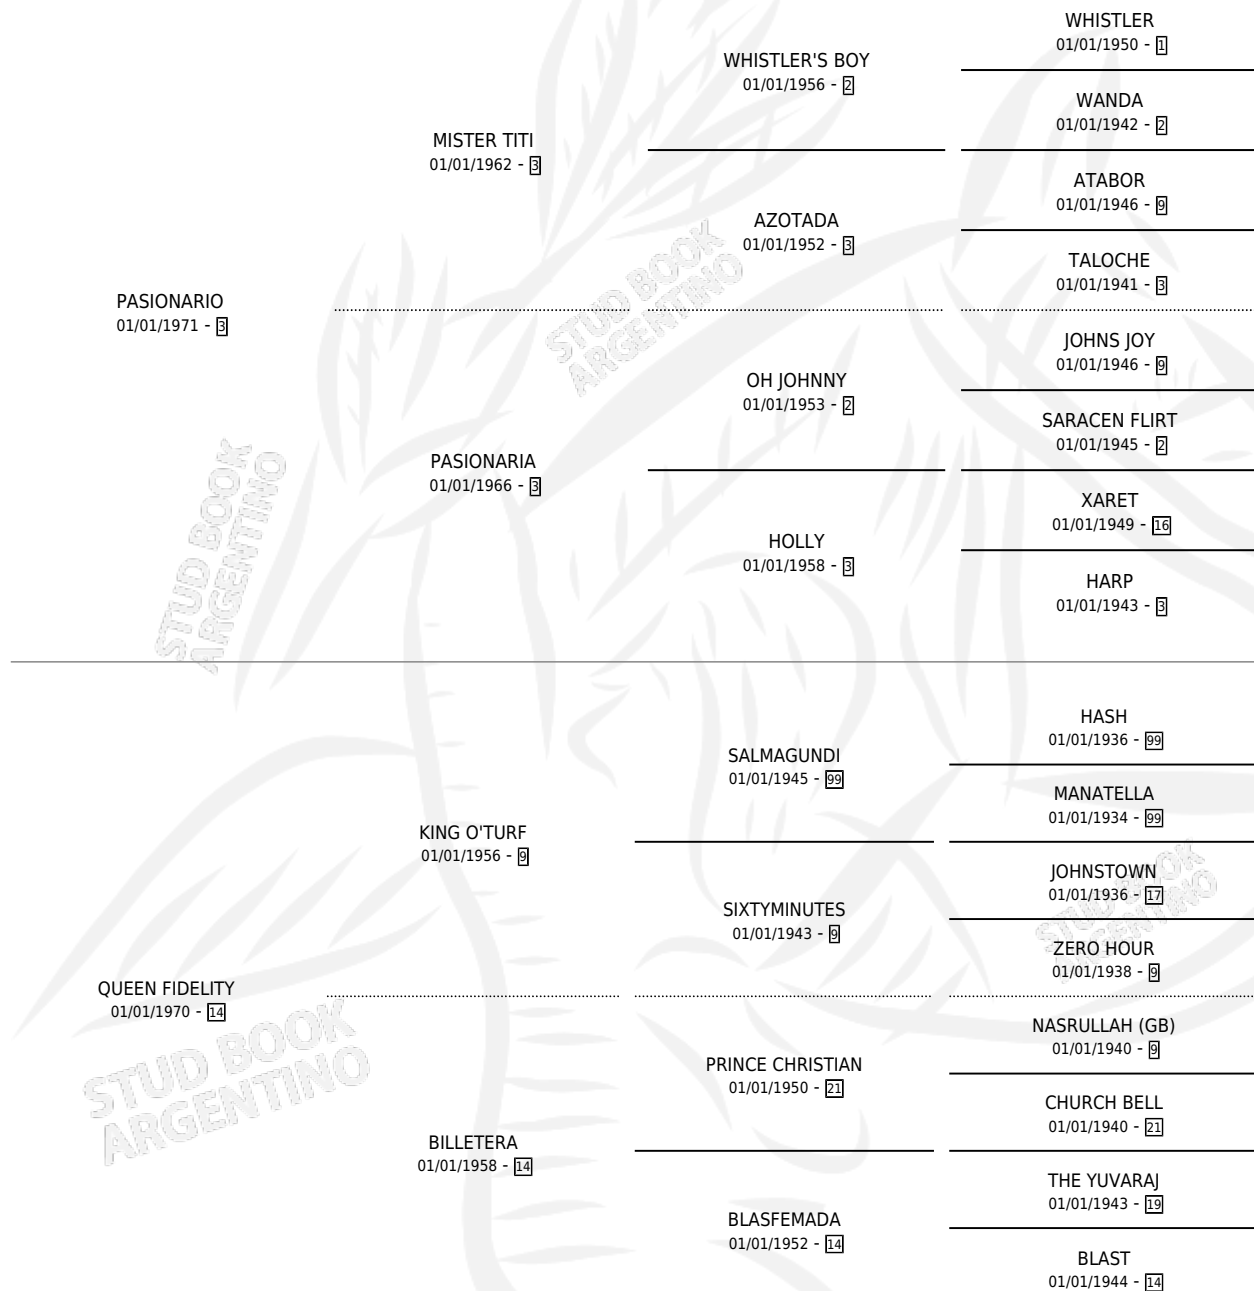 WHISTLER
01/01/1950 - 1
WHISTLER'S BOY
01/01/1956 - 2
WANDA
01/01/1942 - 2
MISTER TITI
01/01/1962 - 3
ATABOR
01/01/1946 - 9
AZOTADA
01/01/1952 - 3
TALOCHE
01/01/1941 - 3
PASIONARIO
01/01/1971 - 3
JOHNS JOY
01/01/1946 - 9
OH JOHNNY
01/01/1953 - 2
SARACEN FLIRT
01/01/1945 - 2
PASIONARIA
01/01/1966 - 3
XARET
01/01/1949 - 16
HOLLY
01/01/1958 - 3
HARP
01/01/1943 - 3
HASH
01/01/1936 - 99
SALMAGUNDI
01/01/1945 - 99
MANATELLA
01/01/1934 - 99
KING O'TURF
01/01/1956 - 9
JOHNSTOWN
01/01/1936 - 17
SIXTYMINUTES
01/01/1943 - 9
ZERO HOUR
01/01/1938 - 9
QUEEN FIDELITY
01/01/1970 - 14
NASRULLAH (GB)
01/01/1940 - 9
PRINCE CHRISTIAN
01/01/1950 - 21
CHURCH BELL
01/01/1940 - 21
BILLETERA
01/01/1958 - 14
THE YUVARAJ
01/01/1943 - 19
BLASFEMADA
01/01/1952 - 14
BLAST
01/01/1944 - 14
STUD BOOK
ARGENTINO
STUD BOOK
ARGENTINO
STUD BOOK
ARGENTINO
STUD BOOK
ARGENTINO